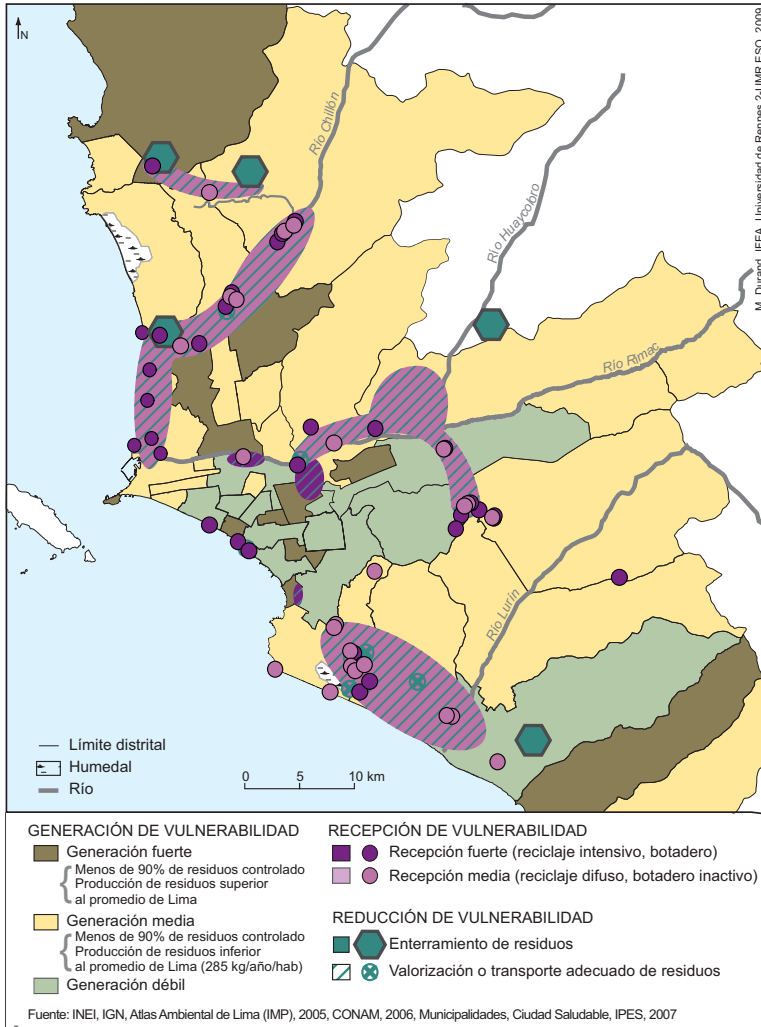 N
M. Durand, IFEA, Universidad de Rennes 2-UMR ESO, 2009
Río Chillón
Río Huaycoloro
Río Rímac
Río Lurín
Límite distrital
Humedal
Río
0 5 10 km
GENERACIÓN DE VULNERABILIDAD
Generación fuerte
Menos de 90% de residuos controlado
Producción de residuos superior
al promedio de Lima
Generación media
Menos de 90% de residuos controlado
Producción de residuos inferior
al promedio de Lima (285 kg/año/hab)
Generación débil
RECEPCIÓN DE VULNERABILIDAD
Recepción fuerte (reciclaje intensivo, botadero)
Recepción media (reciclaje difuso, botadero inactivo)
REDUCCIÓN DE VULNERABILIDAD
Enterramiento de residuos
Valorización o transporte adecuado de residuos
Fuente: INEI, IGN, Atlas Ambiental de Lima (IMP), 2005, CONAM, 2006, Municipalidades, Ciudad Saludable, IPES, 2007